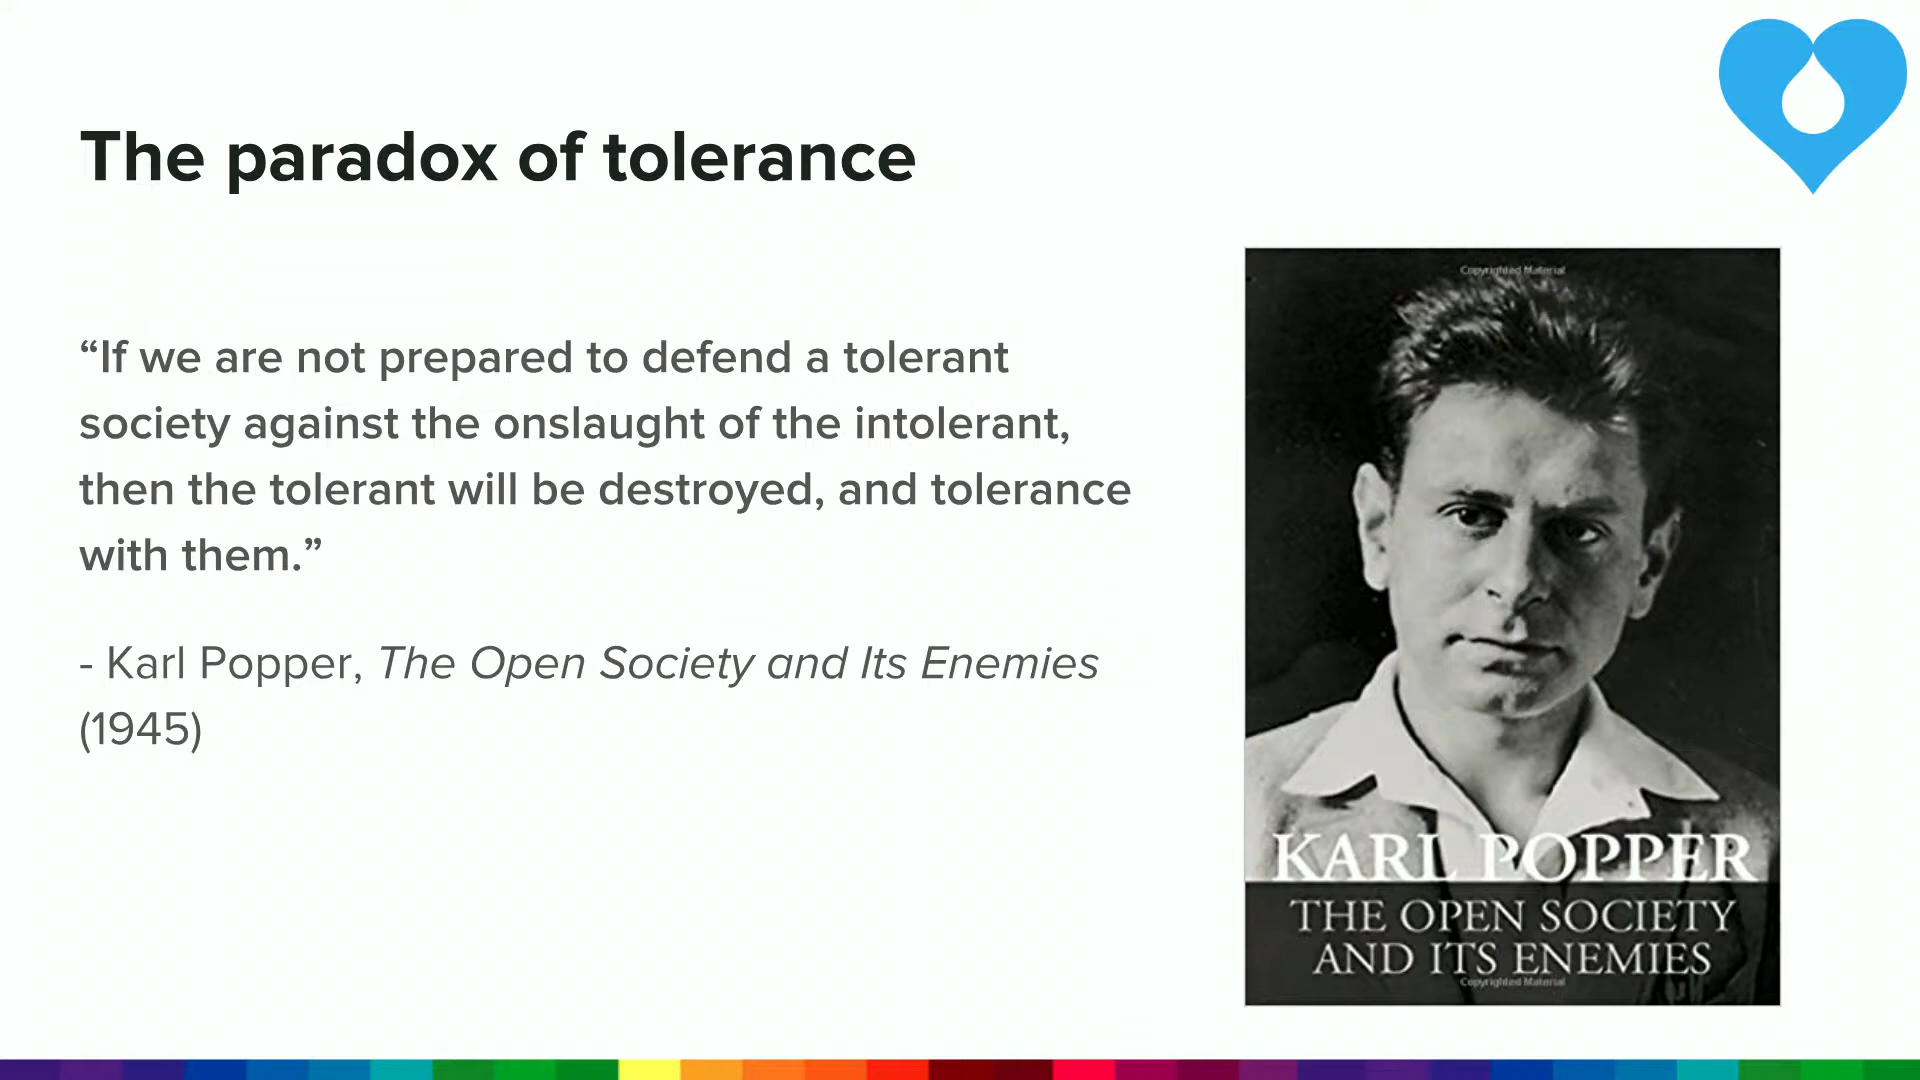 The paradox of tolerance
“If we are not prepared to defend a tolerant
society against the onslaught of the intolerant,
then the tolerant will be destroyed, and tolerance
with them.”
- Karl Popper, The Open Society and Its Enemies
(1945)
Copyrighted Material
KARL POPPER
THE OPEN SOCIETY
AND ITS ENEMIES
Copyrighted Material